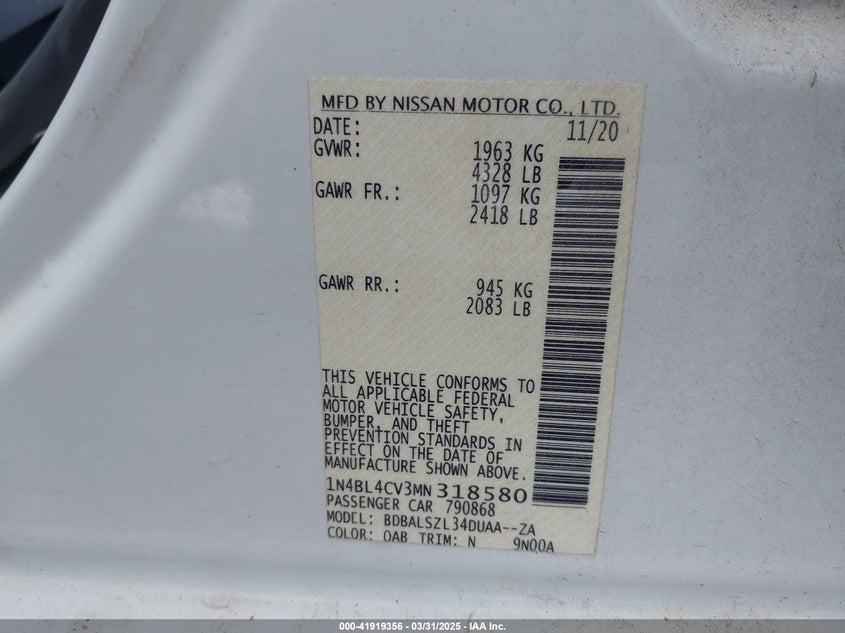 MFD BY NISSAN MOTOR CO., LTD.
DATE: 11/20
GVWR: 1963 KG
4328 LB
GAWR FR.: 1097 KG
2418 LB
GAWR RR.: 945 KG
2083 LB
THIS VEHICLE CONFORMS TO
ALL APPLICABLE FEDERAL
MOTOR VEHICLE SAFETY,
BUMPER, AND THEFT
PREVENTION STANDARDS IN
EFFECT ON THE DATE OF
MANUFACTURE SHOWN ABOVE.
1N4BL4CV3MN318580
PASSENGER CAR 790868
MODEL: BDBALSZL34DUAA--ZA
COLOR: QAB TRIM: N 9N00A
000-41919356 — 03/31/2025 — IAA Inc.